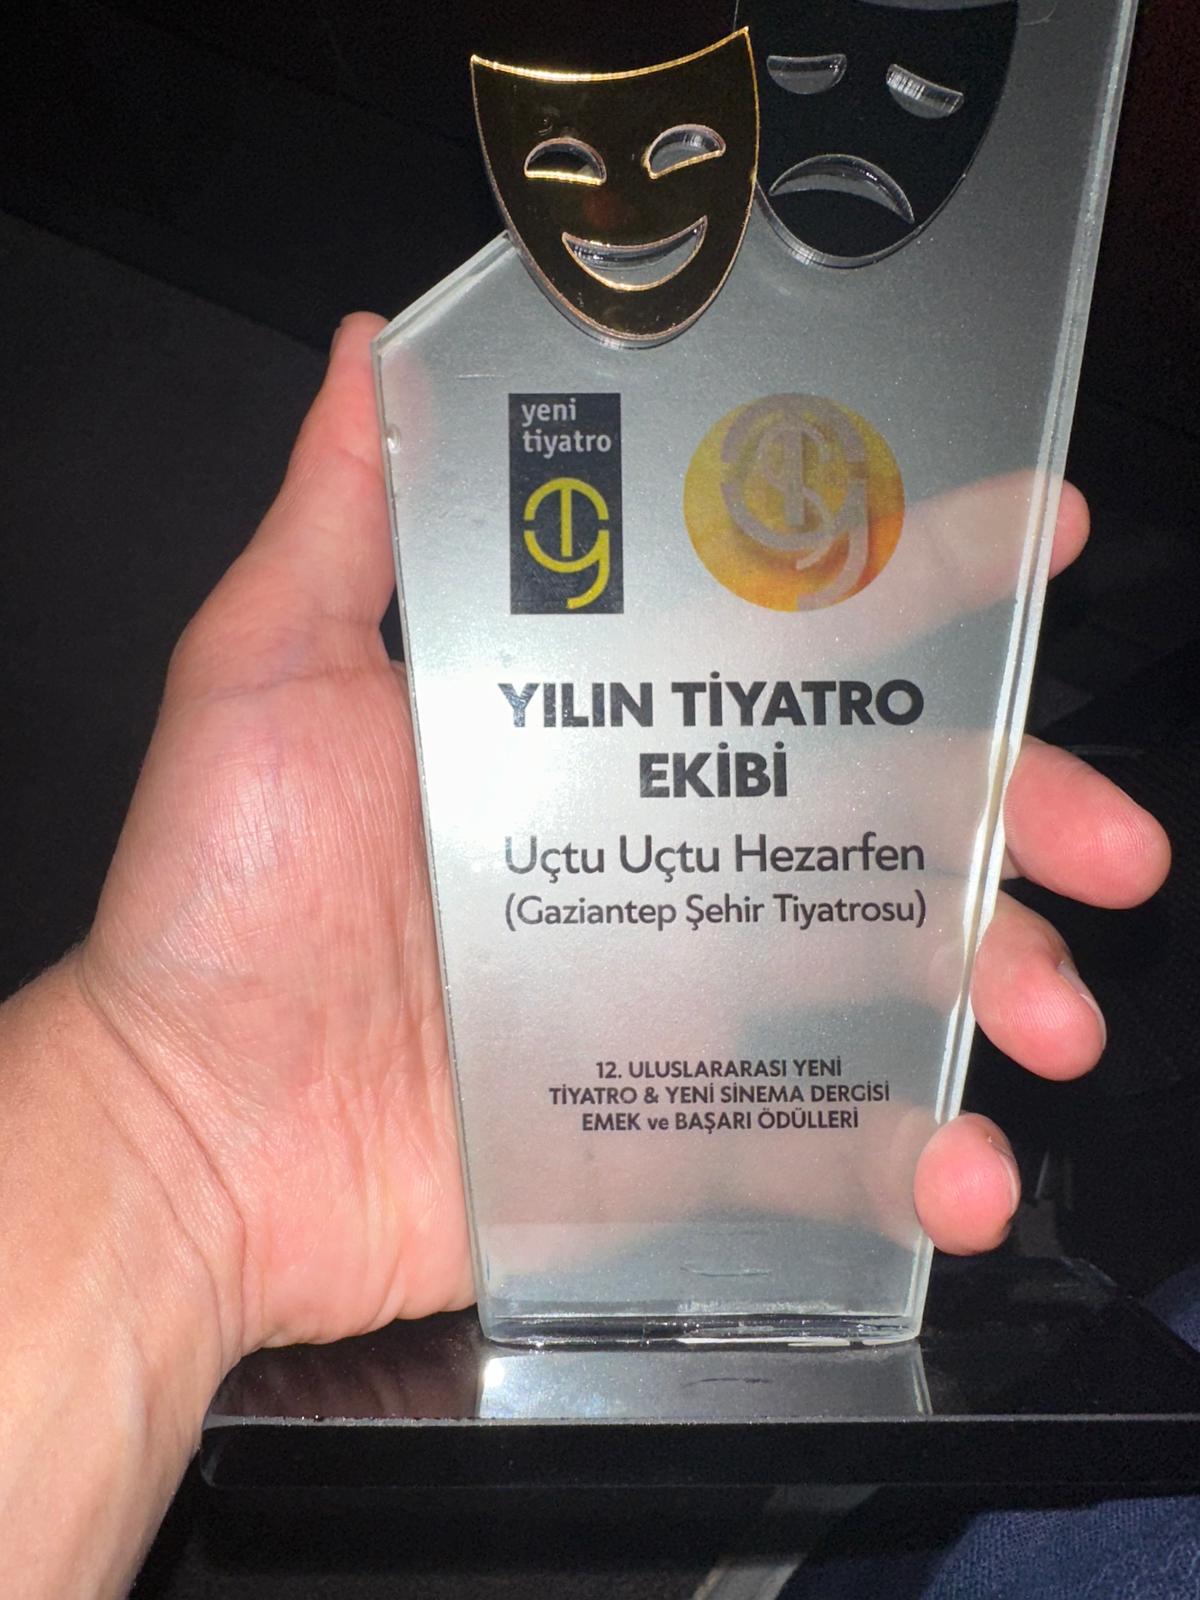 yeni
tiyatro
YILIN TİYATRO
EKİBİ
Uçtu Uçtu Hezarfen
(Gaziantep Şehir Tiyatrosu)
12. ULUSLARARASI YENİ
TİYATRO & YENİ SİNEMA DERGİSİ
EMEK ve BAŞARI ÖDÜLLERİ